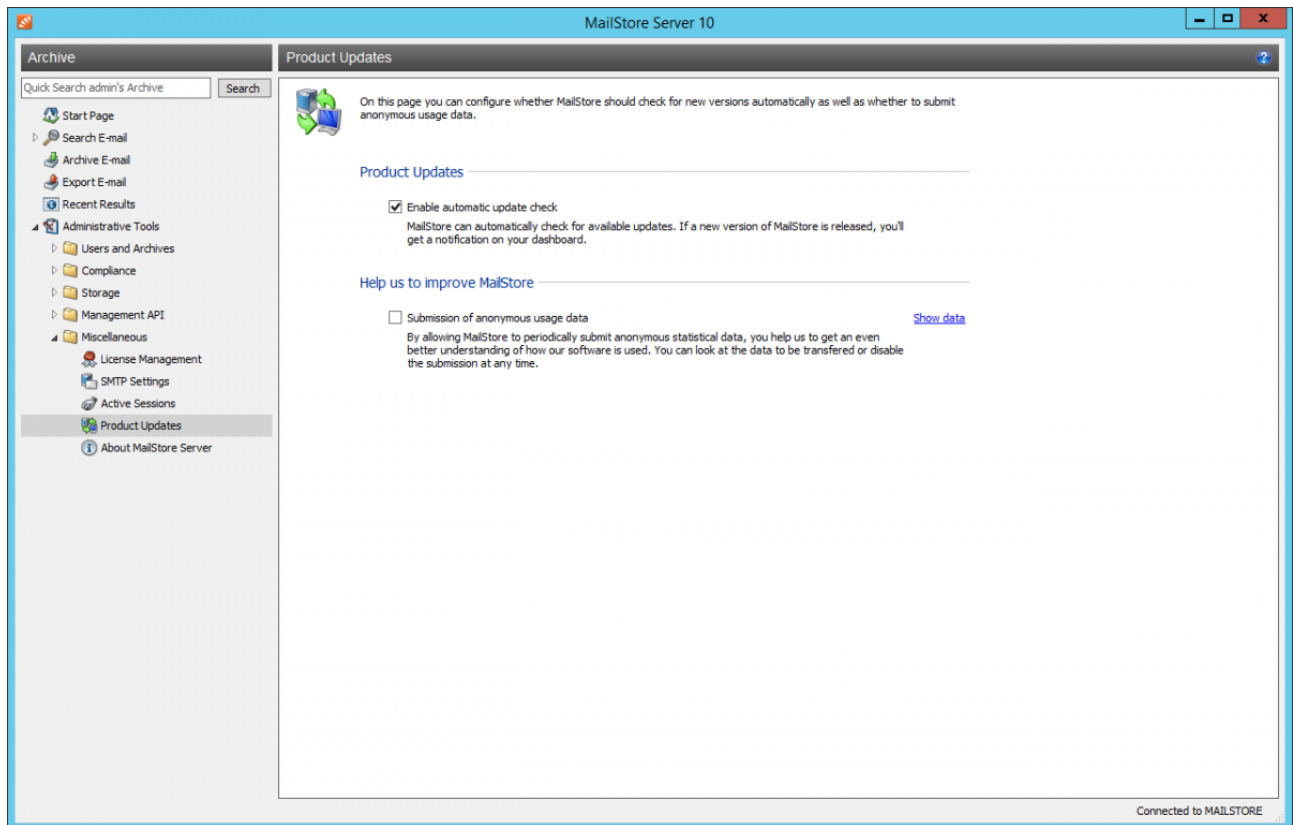 MailStore Server 10
Archive
Quick Search admin's Archive
Search
Start Page
Search E-mail
Archive E-mail
Export E-mail
Recent Results
Administrative Tools
Users and Archives
Compliance
Storage
Management API
Miscellaneous
License Management
SMTP Settings
Active Sessions
Product Updates
About MailStore Server
Product Updates
On this page you can configure whether MailStore should check for new versions automatically as well as whether to submit
anonymous usage data.
Product Updates
Enable automatic update check
MailStore can automatically check for available updates. If a new version of MailStore is released, you'll
get a notification on your dashboard.
Help us to improve MailStore
Submission of anonymous usage data
Show data
By allowing MailStore to periodically submit anonymous statistical data, you help us to get an even
better understanding of how our software is used. You can look at the data to be transfered or disable
the submission at any time.
Connected to MAILSTORE